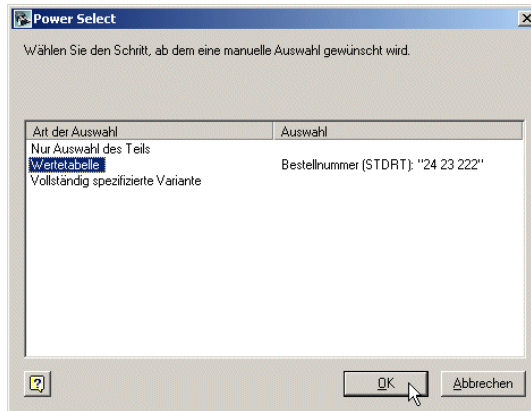 Power Select
Wählen Sie den Schritt, ab dem eine manuelle Auswahl gewünscht wird.
Art der Auswahl Auswahl
Nur Auswahl des Teils
Wertetabelle Bestellnummer (STDRT): "24 23 222"
Vollständig spezifizierte Variante
OK Abbrechen